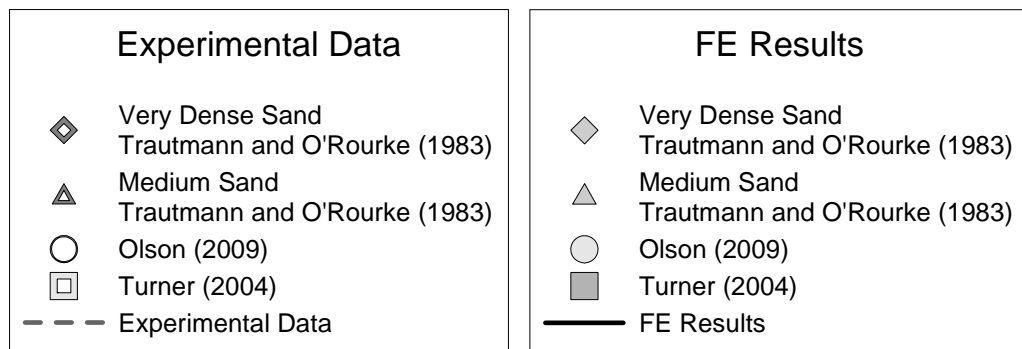 Experimental Data
Very Dense Sand
Trautmann and O'Rourke (1983)
Medium Sand
Trautmann and O'Rourke (1983)
Olson (2009)
Turner (2004)
Experimental Data
FE Results
Very Dense Sand
Trautmann and O'Rourke (1983)
Medium Sand
Trautmann and O'Rourke (1983)
Olson (2009)
Turner (2004)
FE Results